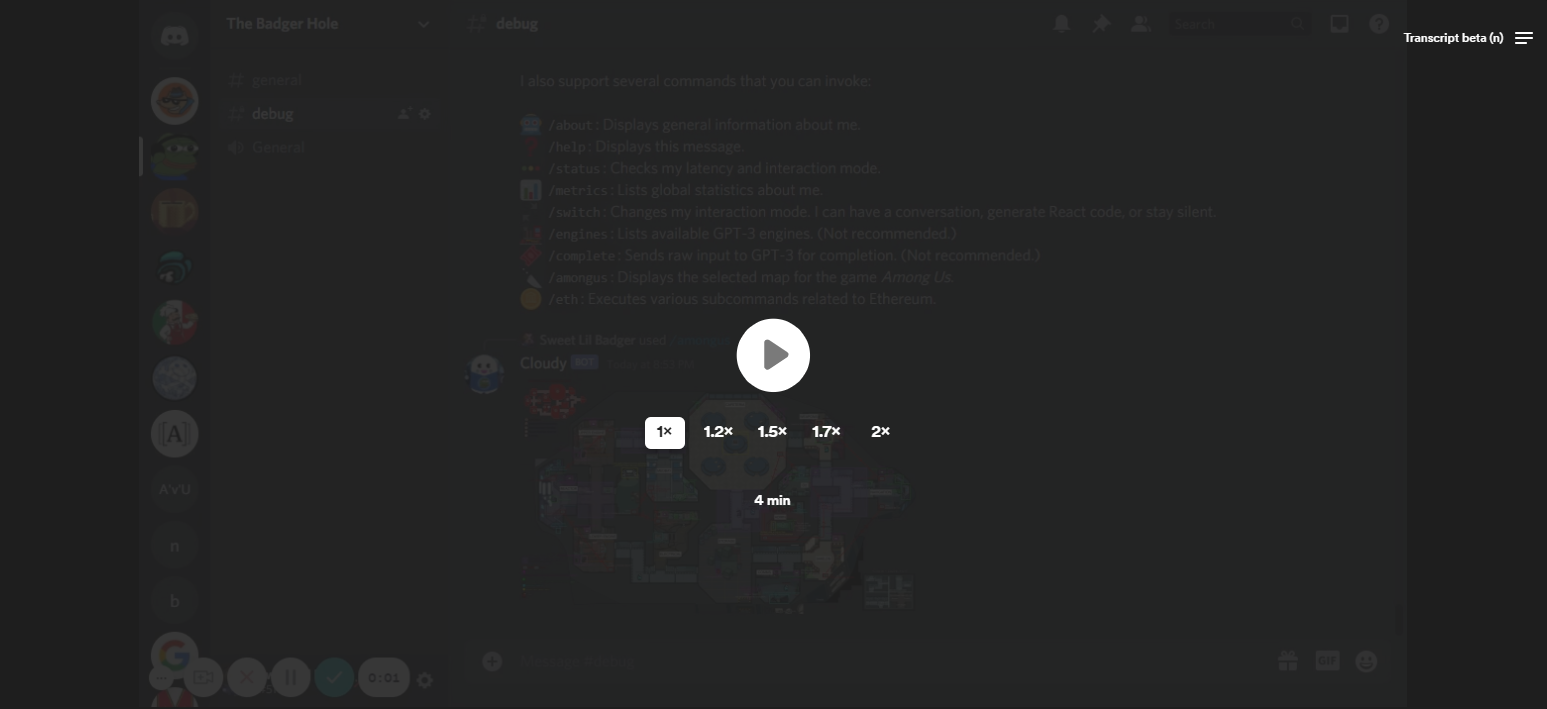 The Badger Hole
debug
Search
Transcript beta (n)
general
debug
General
I also support several commands that you can invoke:
/about: Displays general information about me.
/help: Displays this message.
/status: Checks my latency and interaction mode.
/metrics: Lists global statistics about me.
/switch: Changes my interaction mode. I can have a conversation, generate React code, or stay silent.
/engines: Lists available GPT-3 engines. (Not recommended.)
/complete: Sends raw input to GPT-3 for completion. (Not recommended.)
/amongus: Displays the selected map for the game Among Us.
/eth: Executes various subcommands related to Ethereum.
Sweet Lil Badger used
Cloudy BOT
1× 1.2× 1.5× 1.7× 2×
4 min
[A]
AvU
n
b
G
0:01
GIF